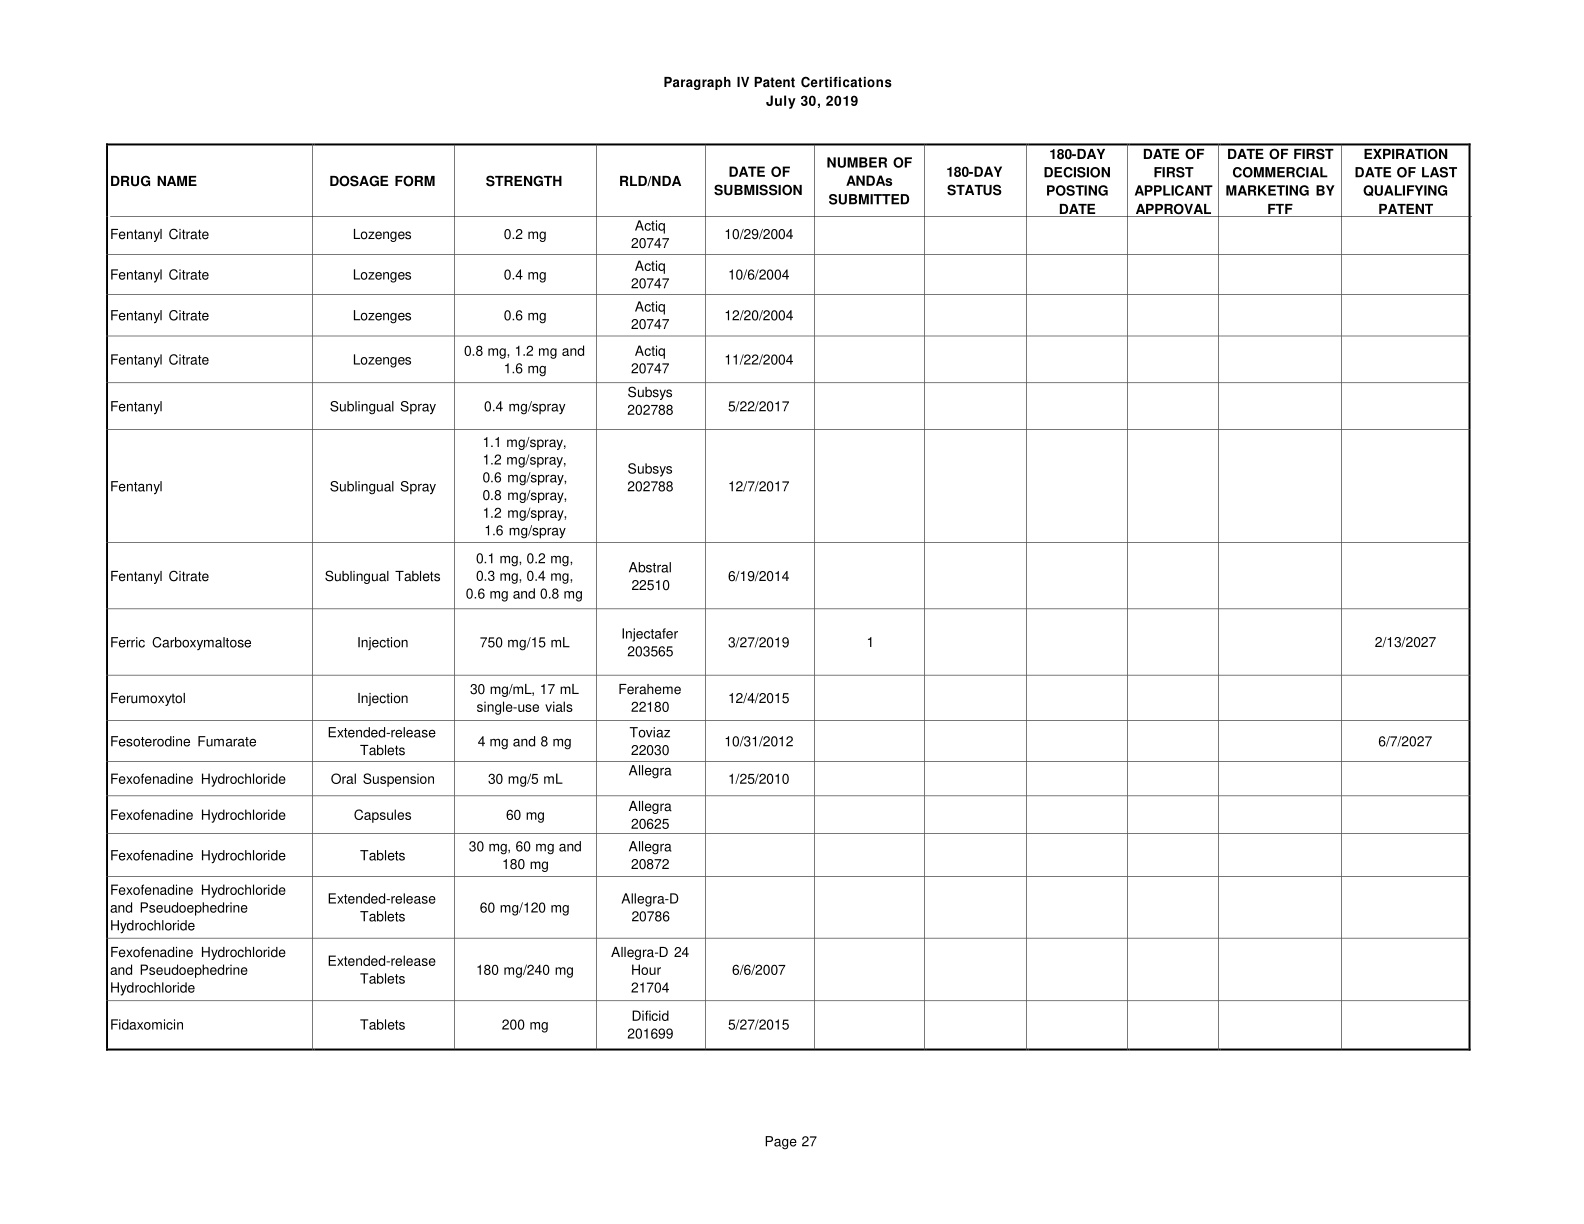 Paragraph IV Patent Certifications
July 30, 2019
DRUG NAME DOSAGE FORM STRENGTH RLD/NDA DATE OF SUBMISSION NUMBER OF ANDAs SUBMITTED 180-DAY STATUS 180-DAY DECISION POSTING DATE DATE OF FIRST APPLICANT APPROVAL DATE OF FIRST COMMERCIAL MARKETING BY FTF EXPIRATION DATE OF LAST QUALIFYING PATENT
Fentanyl Citrate Lozenges 0.2 mg Actiq 20747 10/29/2004
Fentanyl Citrate Lozenges 0.4 mg Actiq 20747 10/6/2004
Fentanyl Citrate Lozenges 0.6 mg Actiq 20747 12/20/2004
Fentanyl Citrate Lozenges 0.8 mg, 1.2 mg and 1.6 mg Actiq 20747 11/22/2004
Fentanyl Sublingual Spray 0.4 mg/spray Subsys 202788 5/22/2017
Fentanyl Sublingual Spray 1.1 mg/spray, 1.2 mg/spray, 0.6 mg/spray, 0.8 mg/spray, 1.2 mg/spray, 1.6 mg/spray Subsys 202788 12/7/2017
Fentanyl Citrate Sublingual Tablets 0.1 mg, 0.2 mg, 0.3 mg, 0.4 mg, 0.6 mg and 0.8 mg Abstral 22510 6/19/2014
Ferric Carboxymaltose Injection 750 mg/15 mL Injectafer 203565 3/27/2019 1 2/13/2027
Ferumoxytol Injection 30 mg/mL, 17 mL single-use vials Feraheme 22180 12/4/2015
Fesoterodine Fumarate Extended-release Tablets 4 mg and 8 mg Toviaz 22030 10/31/2012 6/7/2027
Fexofenadine Hydrochloride Oral Suspension 30 mg/5 mL Allegra 1/25/2010
Fexofenadine Hydrochloride Capsules 60 mg Allegra 20625
Fexofenadine Hydrochloride Tablets 30 mg, 60 mg and 180 mg Allegra 20872
Fexofenadine Hydrochloride and Pseudoephedrine Hydrochloride Extended-release Tablets 60 mg/120 mg Allegra-D 20786
Fexofenadine Hydrochloride and Pseudoephedrine Hydrochloride Extended-release Tablets 180 mg/240 mg Allegra-D 24 Hour 21704 6/6/2007
Fidaxomicin Tablets 200 mg Dificid 201699 5/27/2015
Page 27